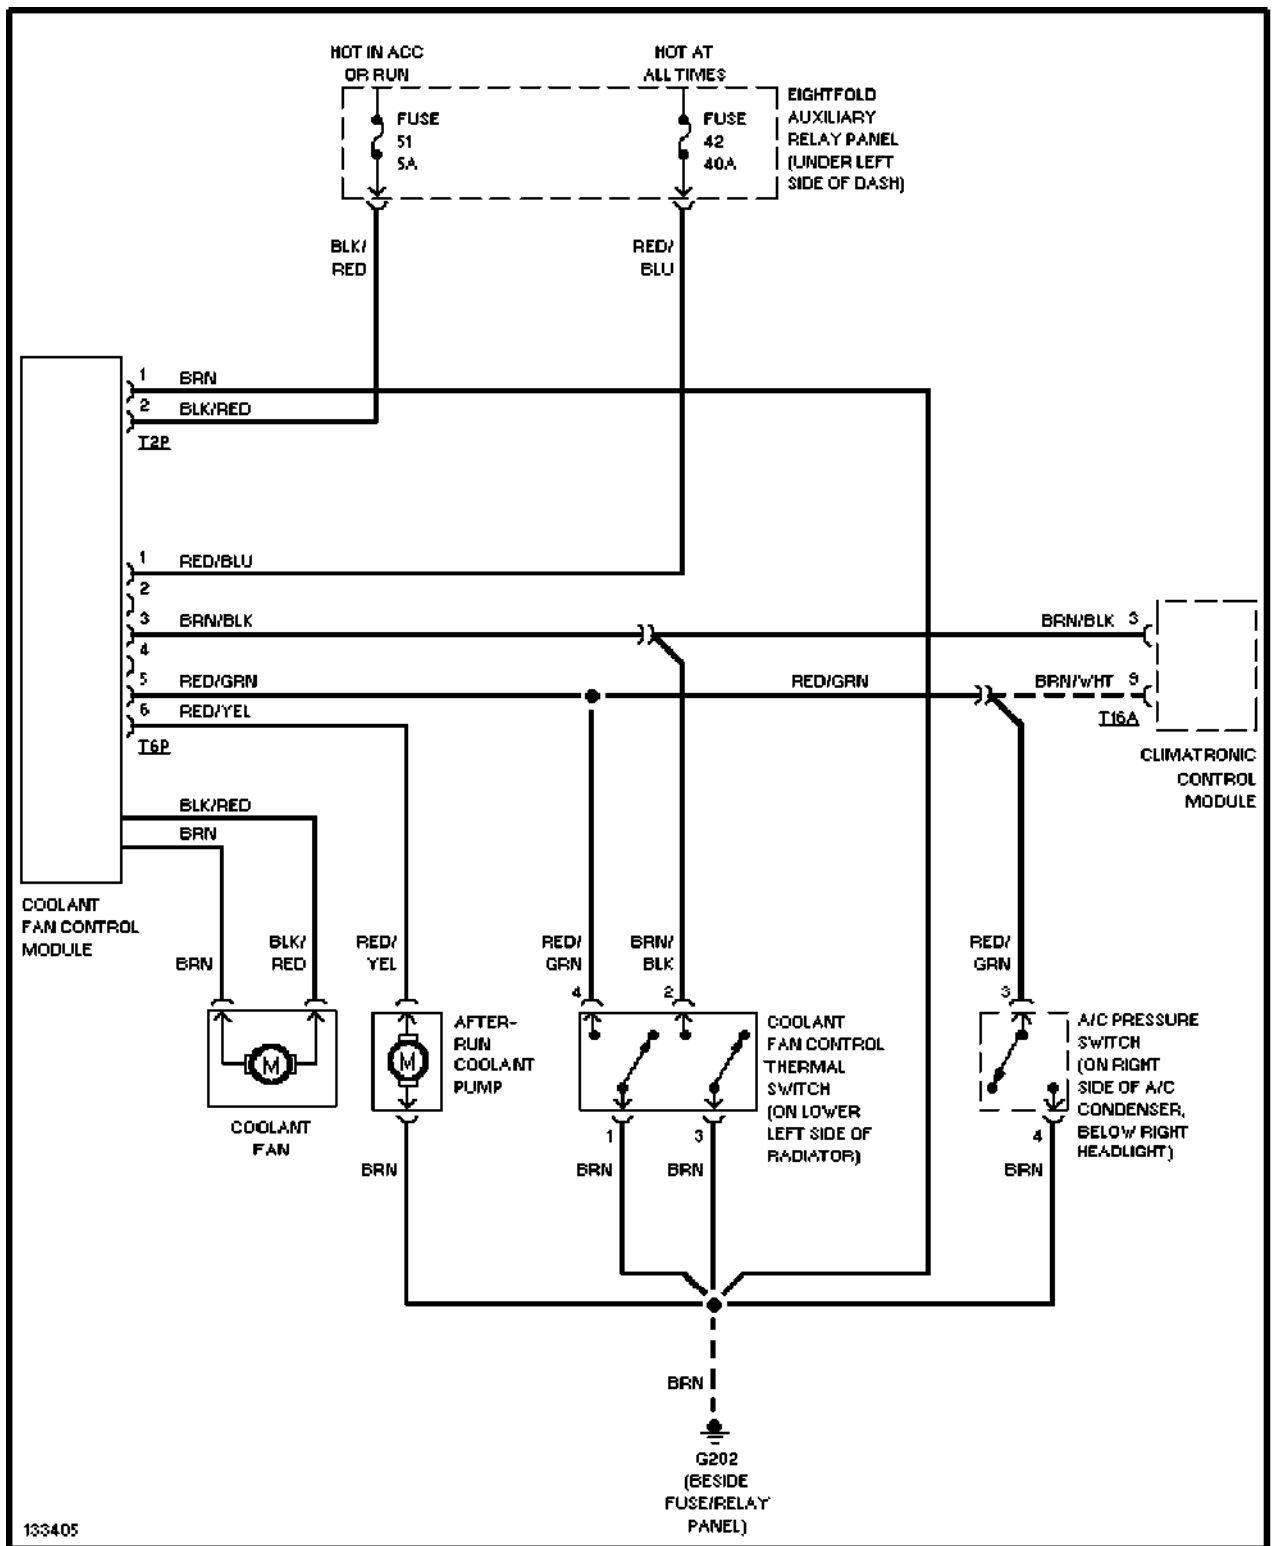 HOT IN ACC
OR RUN
HOT AT
ALL TIMES
FUSE
51
5A
FUSE
42
40A
EIGHTFOLD
AUXILIARY
RELAY PANEL
(UNDER LEFT
SIDE OF DASH)
BLK/
RED
RED/
BLU
1 BRN
2 BLK/RED
T2P
1 RED/BLU
2
3 BRN/BLK
4
5 RED/GRN
6 RED/YEL
T6P
BRN/BLK 3
RED/GRN
BRN/WHT 9
T16A
CLIMATRONIC
CONTROL
MODULE
BLK/RED
BRN
COOLANT
FAN CONTROL
MODULE
BRN
BLK/
RED
RED/
YEL
RED/
GRN
4
BRN/
BLK
2
RED/
GRN
3
M
COOLANT
FAN
M
AFTER-
RUN
COOLANT
PUMP
COOLANT
FAN CONTROL
THERMAL
SWITCH
(ON LOWER
LEFT SIDE OF
RADIATOR)
A/C PRESSURE
SWITCH
(ON RIGHT
SIDE OF A/C
CONDENSER,
BELOW RIGHT
HEADLIGHT)
1
3
4
BRN
BRN
BRN
BRN
BRN
G202
(BESIDE
FUSE/RELAY
PANEL)
133405